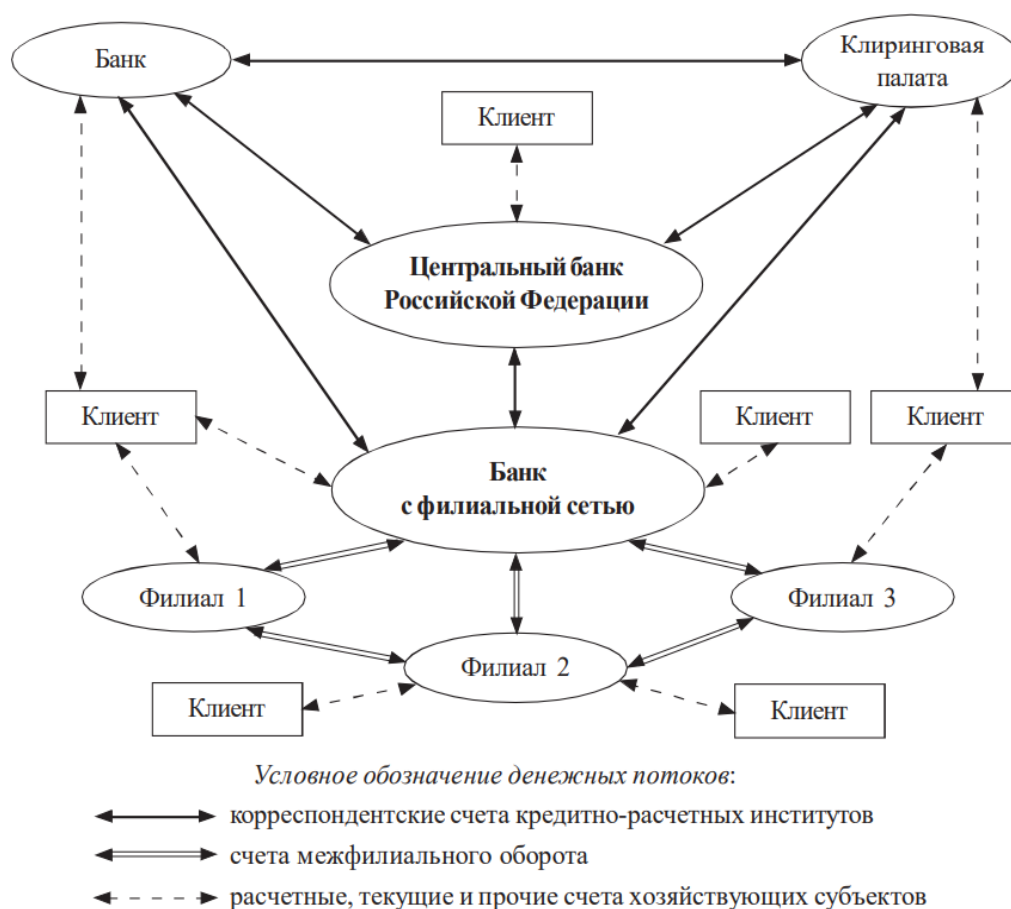 Банк
Клиринговая
палата
Клиент
Центральный банк
Российской Федерации
Клиент
Клиент
Клиент
Банк
с филиальной сетью
Филиал 1
Филиал 3
Филиал 2
Клиент
Клиент
Условное обозначение денежных потоков:
корреспондентские счета кредитно-расчетных институтов
счета межфилиального оборота
расчетные, текущие и прочие счета хозяйствующих субъектов